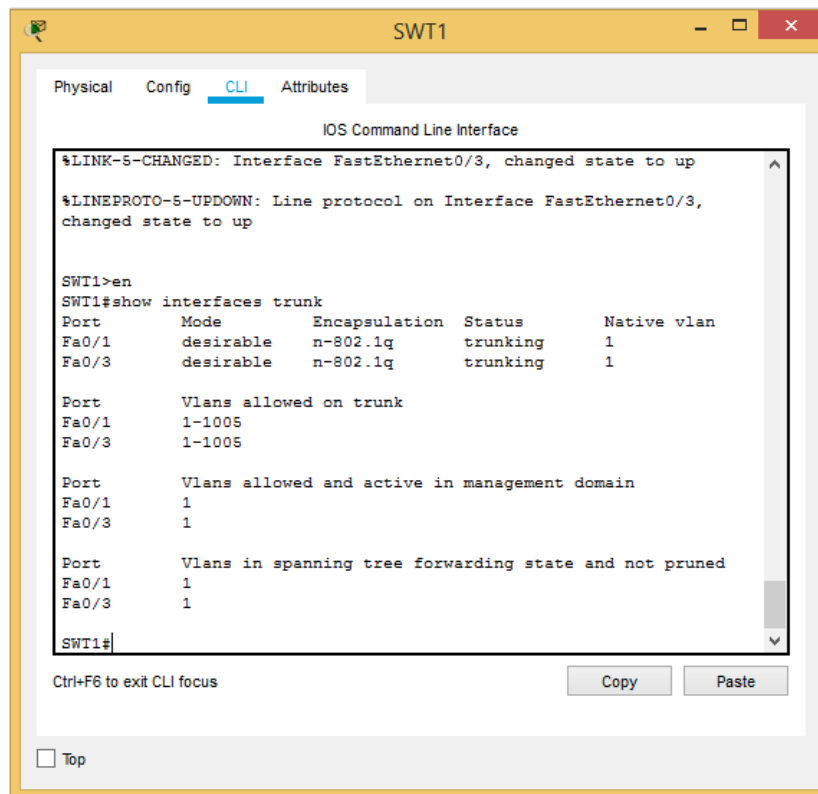 SWT1
Physical Config CLI Attributes
IOS Command Line Interface
%LINK-5-CHANGED: Interface FastEthernet0/3, changed state to up
%LINEPROTO-5-UPDOWN: Line protocol on Interface FastEthernet0/3,
changed state to up
SWT1>en
SWT1#show interfaces trunk
Port Mode Encapsulation Status Native vlan
Fa0/1 desirable n-802.1q trunking 1
Fa0/3 desirable n-802.1q trunking 1
Port Vlans allowed on trunk
Fa0/1 1-1005
Fa0/3 1-1005
Port Vlans allowed and active in management domain
Fa0/1 1
Fa0/3 1
Port Vlans in spanning tree forwarding state and not pruned
Fa0/1 1
Fa0/3 1
SWT1#
Ctrl+F6 to exit CLI focus Copy Paste
Top